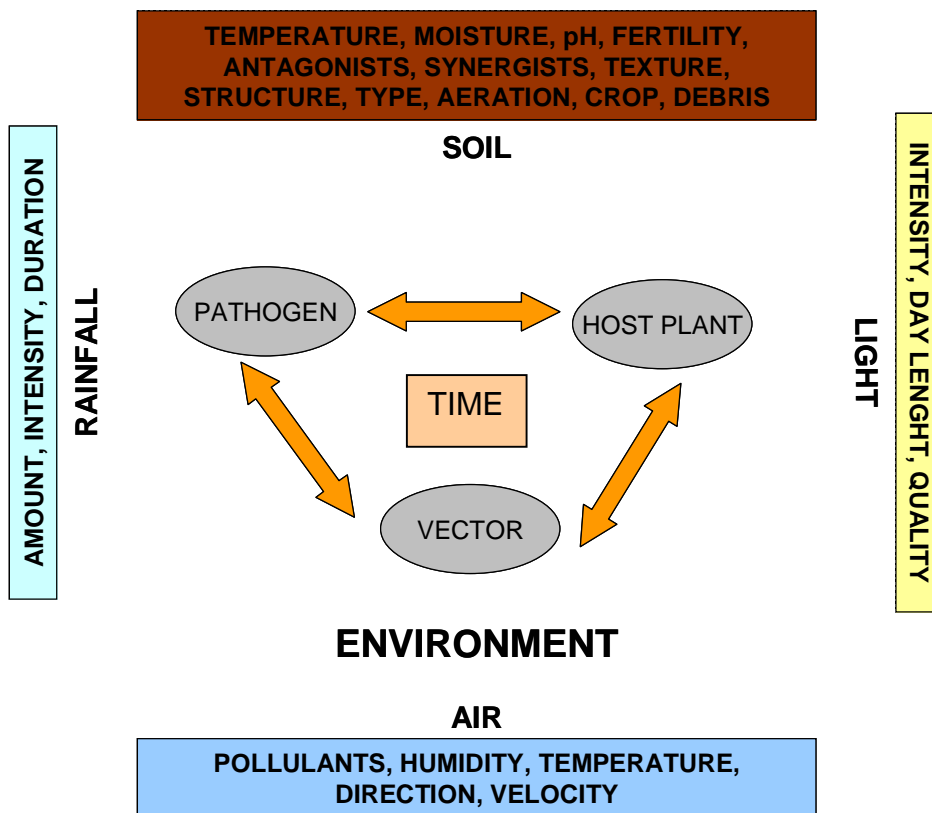 TEMPERATURE, MOISTURE, pH, FERTILITY,
ANTAGONISTS, SYNERGISTS, TEXTURE,
STRUCTURE, TYPE, AERATION, CROP, DEBRIS
SOIL
AMOUNT, INTENSITY , DURATION
RAINFALL
PATHOGEN
HOST PLANT
TIME
VECTOR
LIGHT
INTENSITY, DAY LENGHT, QUALITY
ENVIRONMENT
AIR
POLLULANTS, HUMIDITY, TEMPERATURE,
DIRECTION, VELOCITY